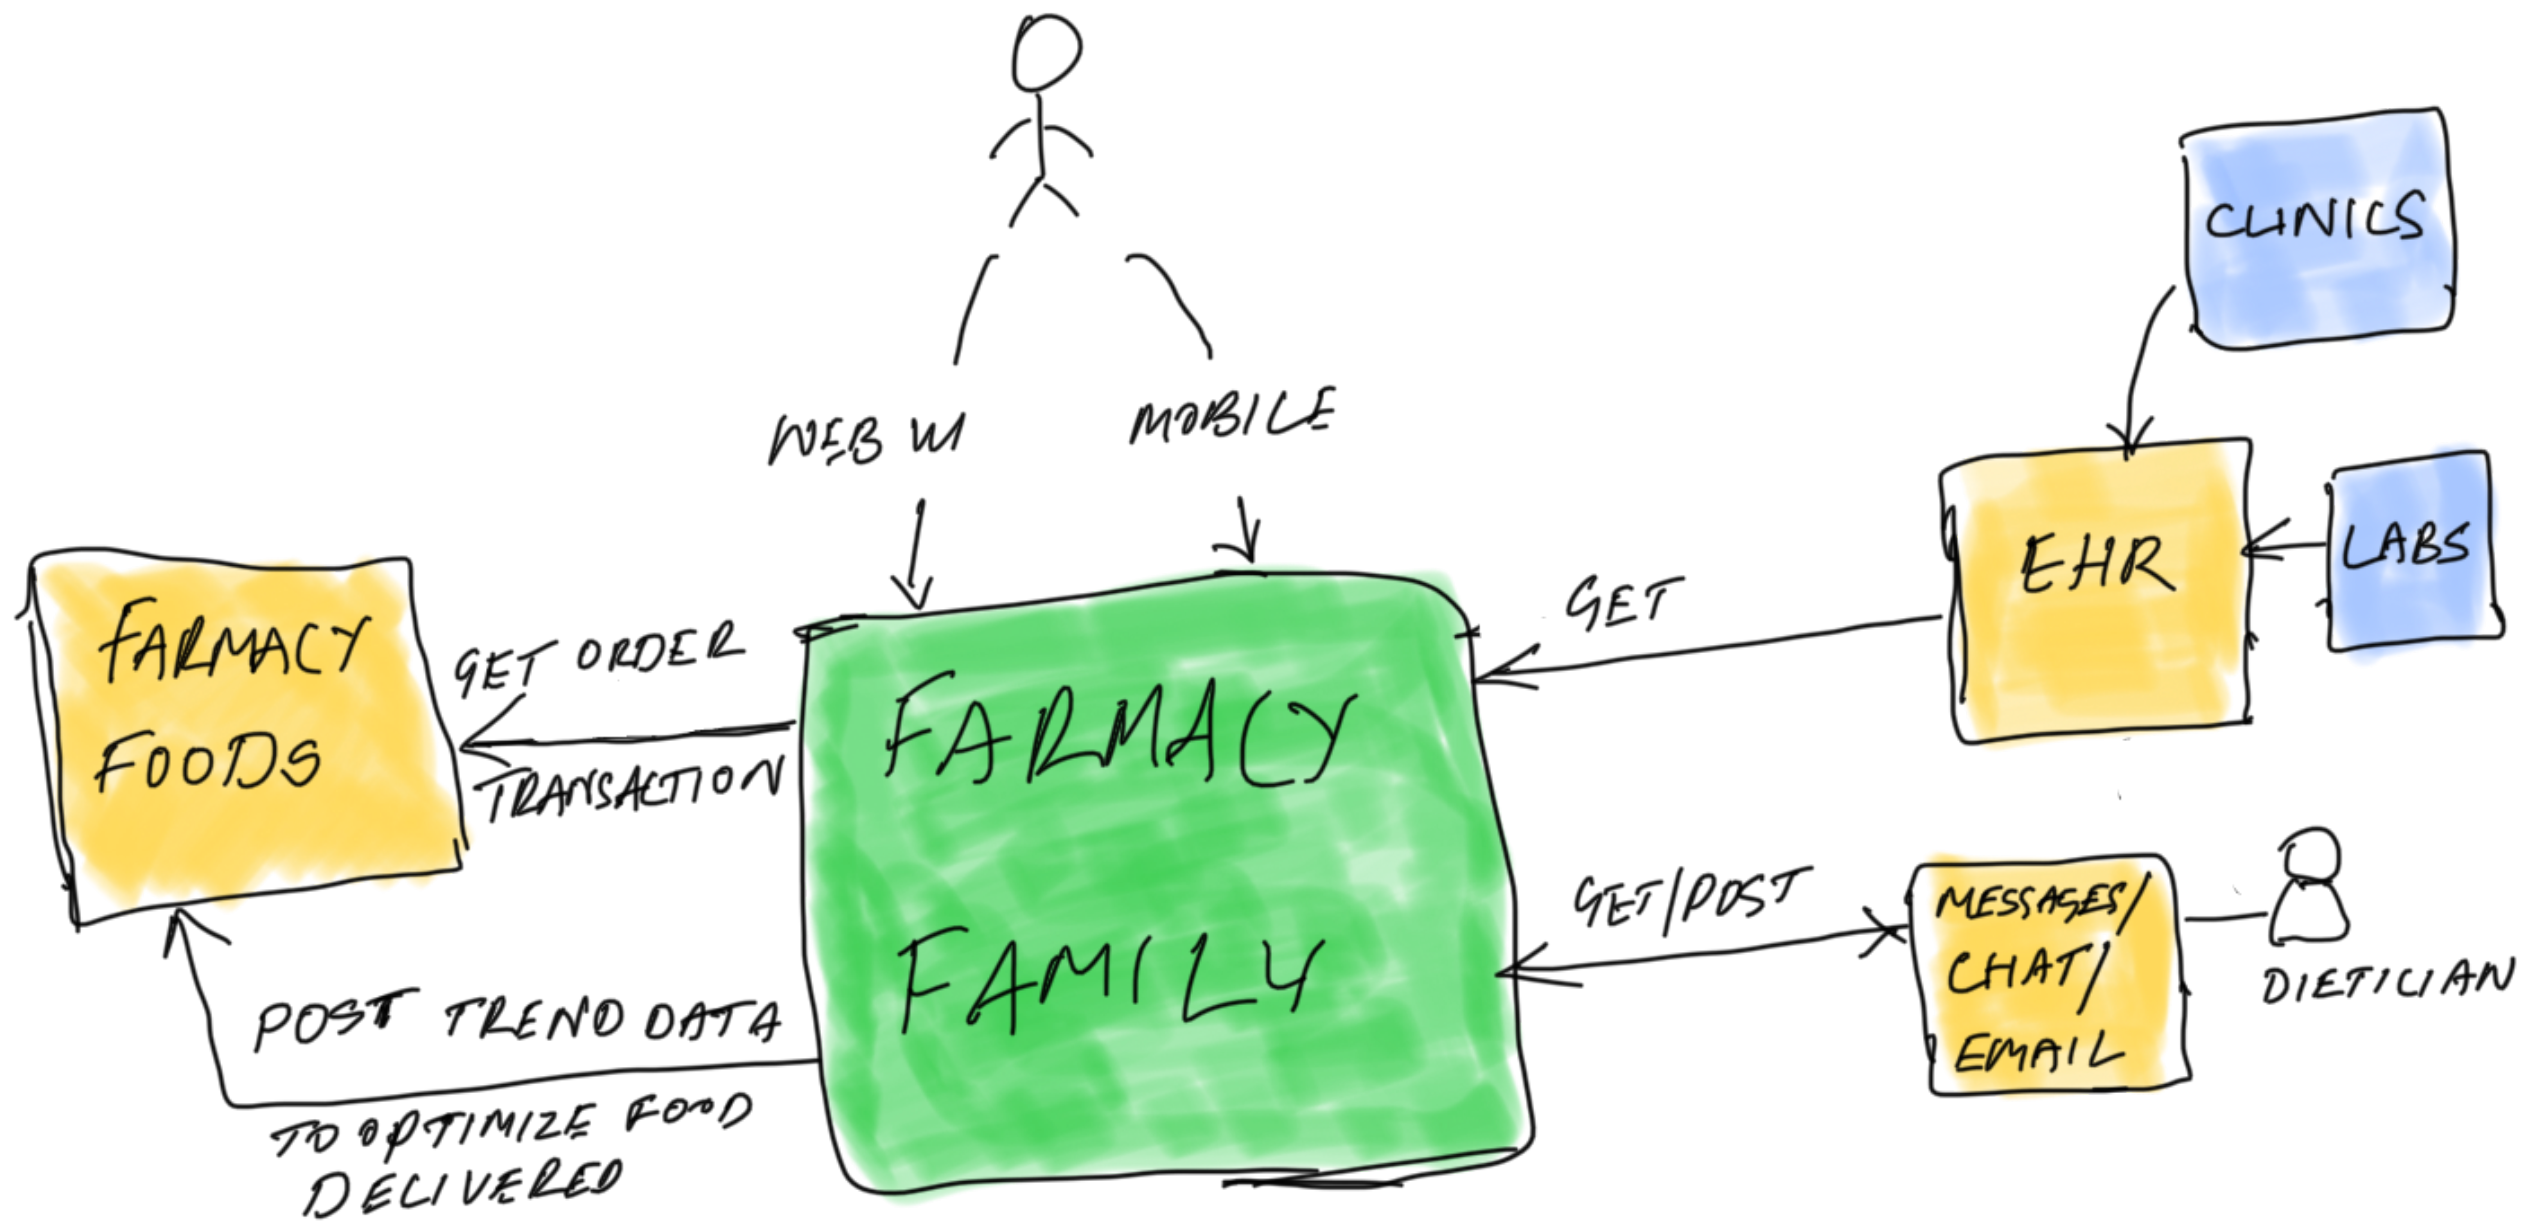 CLINICS
WEB UI
MOBILE
EHR
LABS
GET
FARMACY
FOODS
GET ORDER
TRANSACTION
FARMACY
FAMILY
GET/POST
MESSAGES/
CHAT/
EMAIL
DIETICIAN
POST TREND DATA
TO OPTIMIZE FOOD
DELIVERED